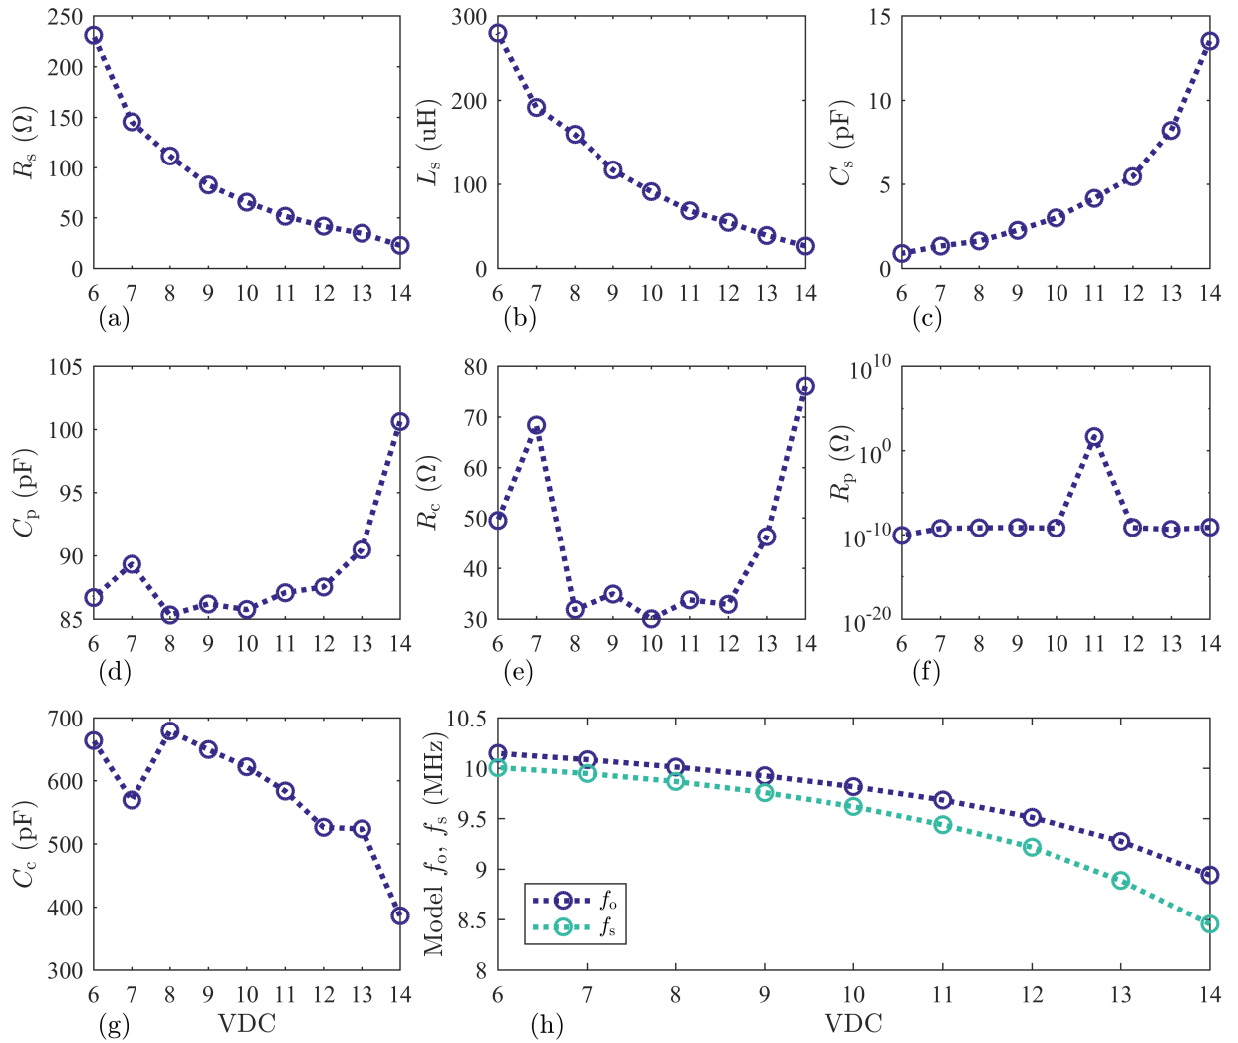 250
200
150
100
50
0
R_s (Ω)
6 7 8 9 10 11 12 13 14
(a)
300
200
100
0
L_s (uH)
6 7 8 9 10 11 12 13 14
(b)
15
10
5
0
C_s (pF)
6 7 8 9 10 11 12 13 14
(c)
105
100
95
90
85
C_p (pF)
6 7 8 9 10 11 12 13 14
(d)
80
70
60
50
40
30
R_c (Ω)
6 7 8 9 10 11 12 13 14
(e)
10^10
10^0
10^-10
10^-20
R_p (Ω)
6 7 8 9 10 11 12 13 14
(f)
700
600
500
400
300
C_c (pF)
6 7 8 9 10 11 12 13 14
(g)
VDC
10.5
10
9.5
9
8.5
8
Model f_o, f_s (MHz)
f_o
f_s
6 7 8 9 10 11 12 13 14
(h)
VDC